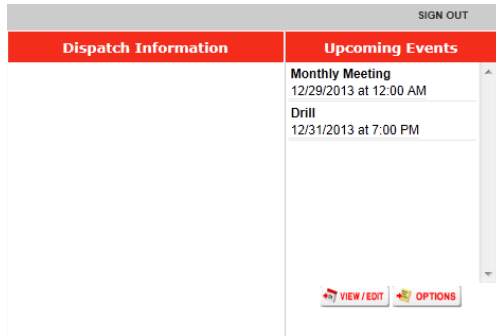 SIGN OUT
Dispatch Information
Upcoming Events
Monthly Meeting
12/29/2013 at 12:00 AM
Drill
12/31/2013 at 7:00 PM
VIEW / EDIT
OPTIONS